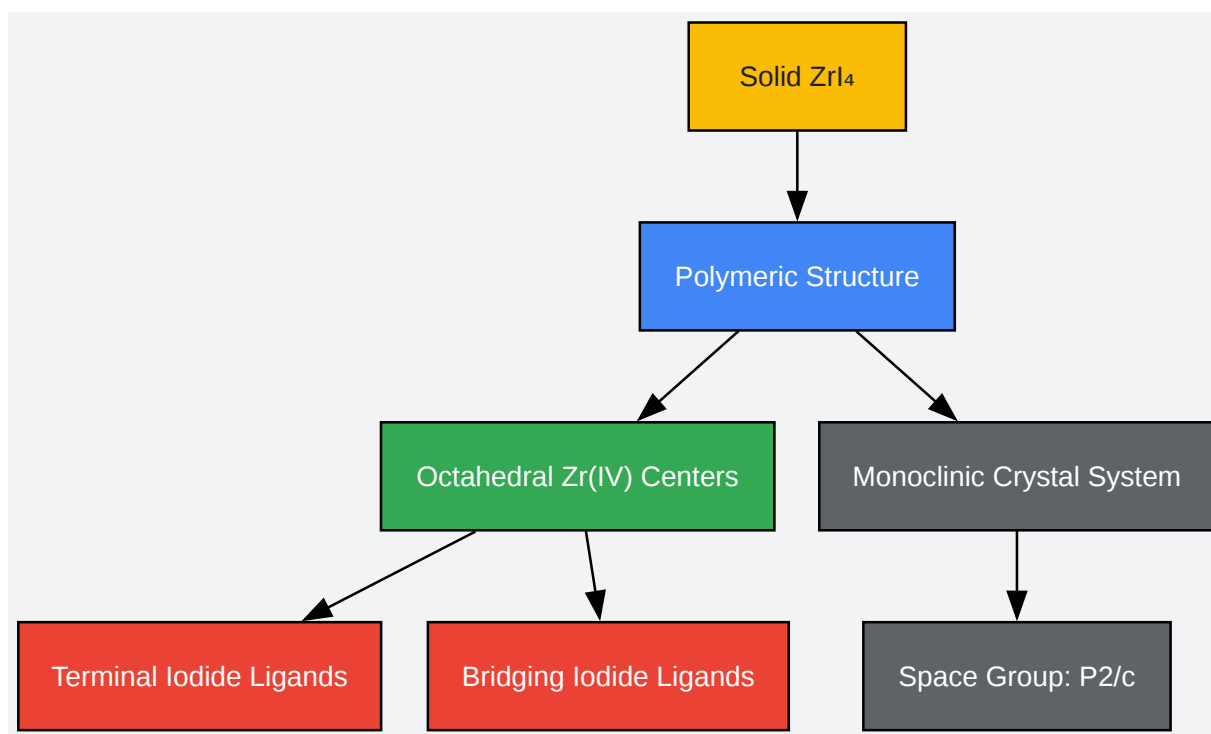 Solid ZrI₄
Polymeric Structure
Octahedral Zr(IV) Centers
Monoclinic Crystal System
Terminal Iodide Ligands
Bridging Iodide Ligands
Space Group: P2/c